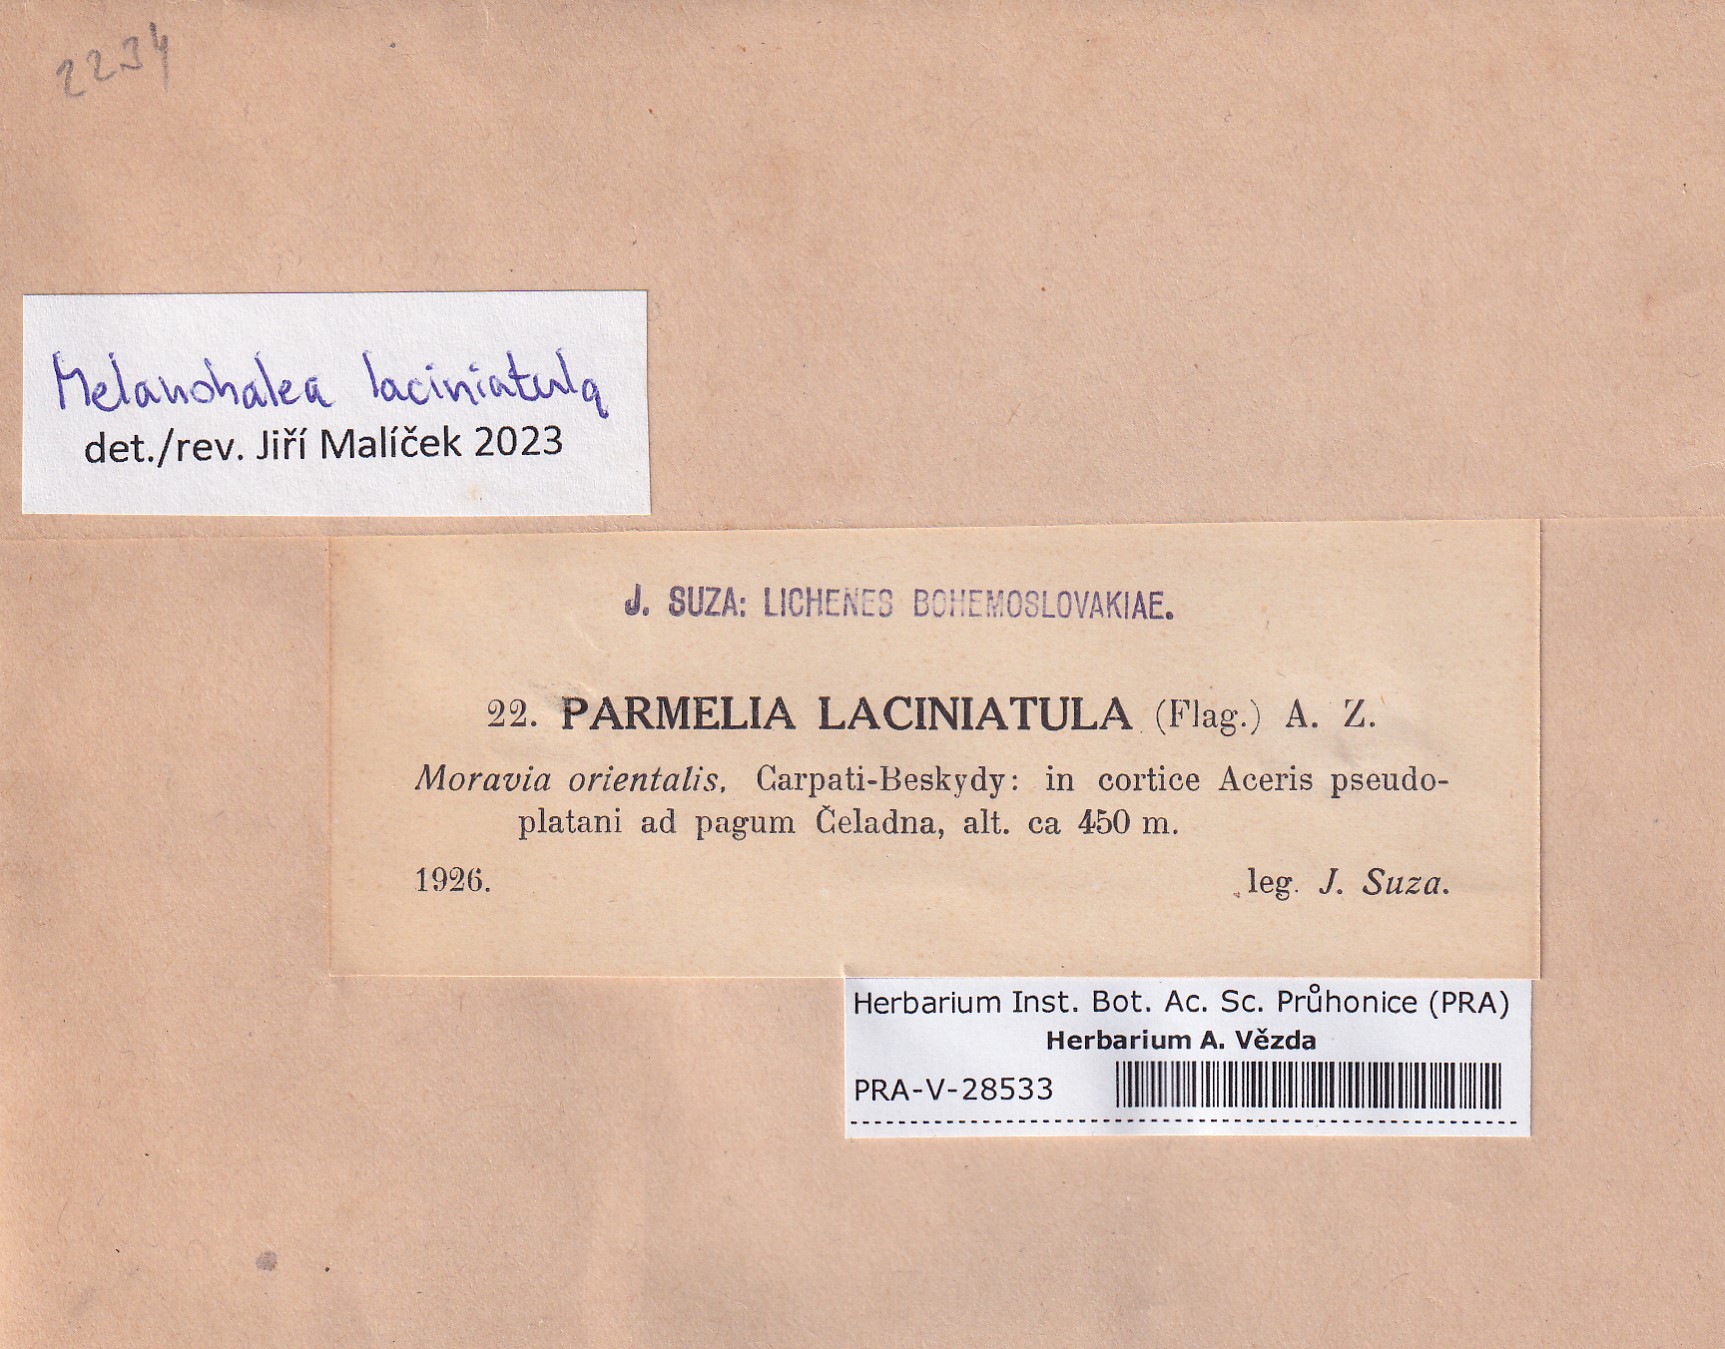 2234
Melanohalea laciniatula
det./rev. Jiří Malíček 2023
J. SUZA: LICHENES BOHEMOSLOVAKIAE.
22. PARMELIA LACINIATULA (Flag.) A. Z.
Moravia orientalis, Carpati-Beskydy: in cortice Aceris pseudo-
platani ad pagum Čeladna, alt. ca 450 m.
1926. leg. J. Suza.
Herbarium Inst. Bot. Ac. Sc. Průhonice (PRA)
Herbarium A. Vězda
PRA-V-28533